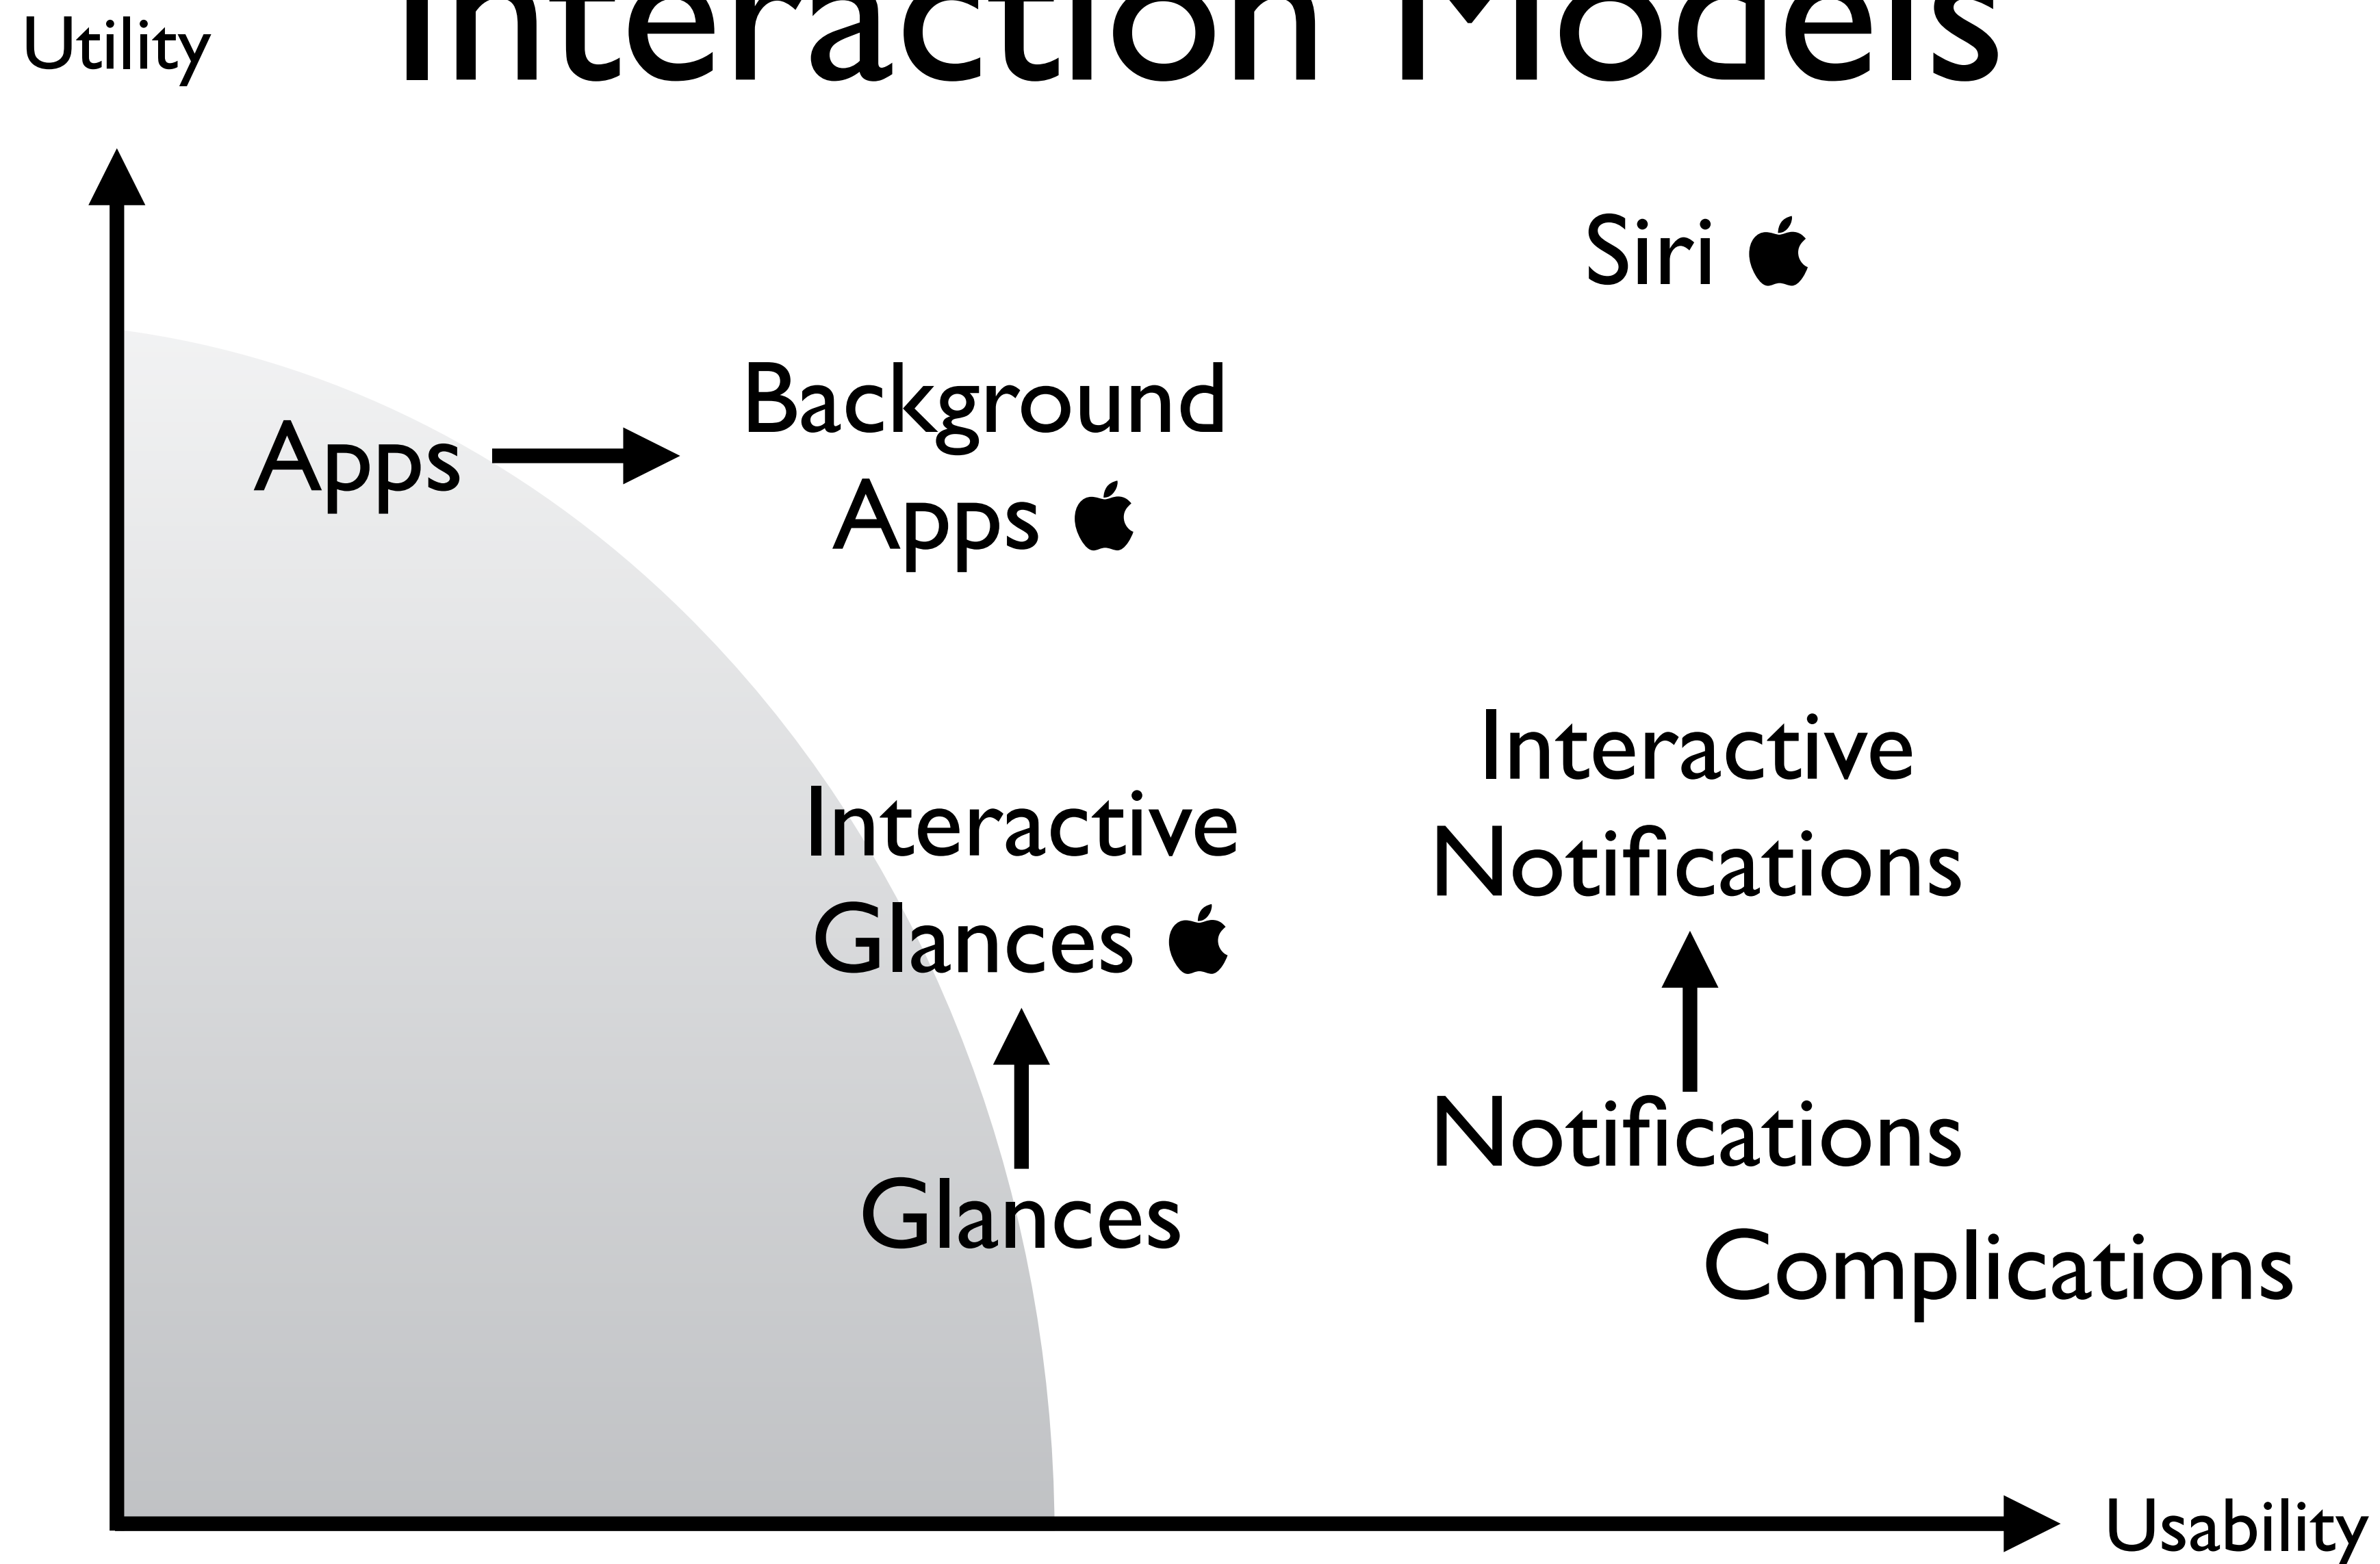 Utility
Interaction Models
Siri
Background
Apps
Apps
Interactive
Notifications
Interactive
Glances
Notifications
Glances
Complications
Usability